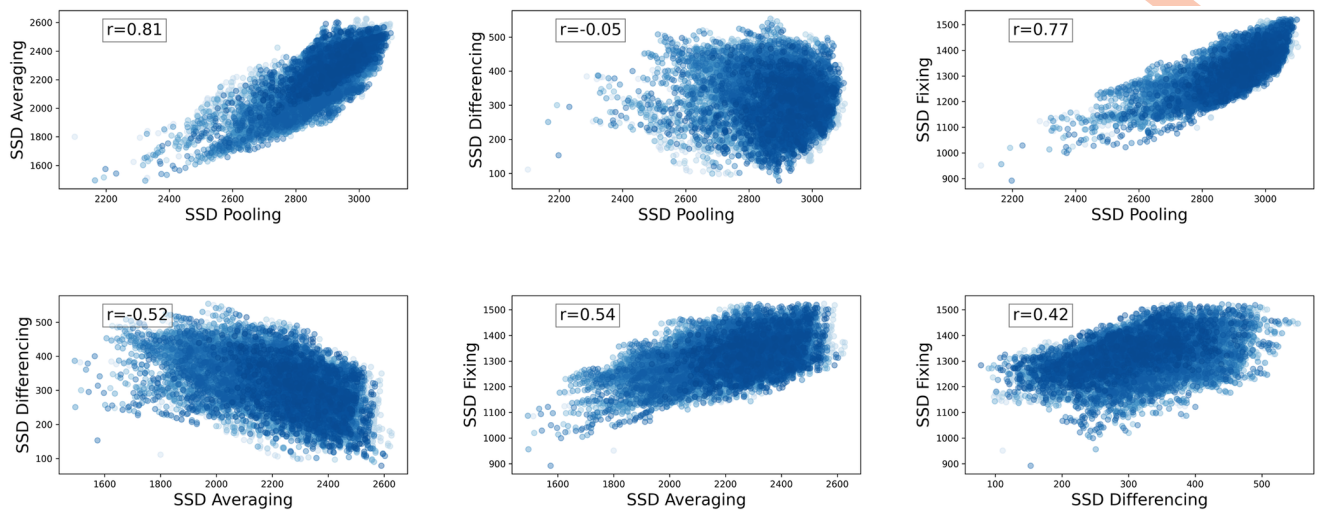 r=0.81
2600
2400
2200
2000
1800
1600
SSD Averaging
2200 2400 2600 2800 3000
SSD Pooling
r=-0.05
500
400
300
200
100
SSD Differencing
2200 2400 2600 2800 3000
SSD Pooling
r=0.77
1500
1400
1300
1200
1100
1000
900
SSD Fixing
2200 2400 2600 2800 3000
SSD Pooling
r=-0.52
500
400
300
200
100
SSD Differencing
1600 1800 2000 2200 2400 2600
SSD Averaging
r=0.54
1500
1400
1300
1200
1100
1000
900
SSD Fixing
1600 1800 2000 2200 2400 2600
SSD Averaging
r=0.42
1500
1400
1300
1200
1100
1000
900
SSD Fixing
100 200 300 400 500
SSD Differencing